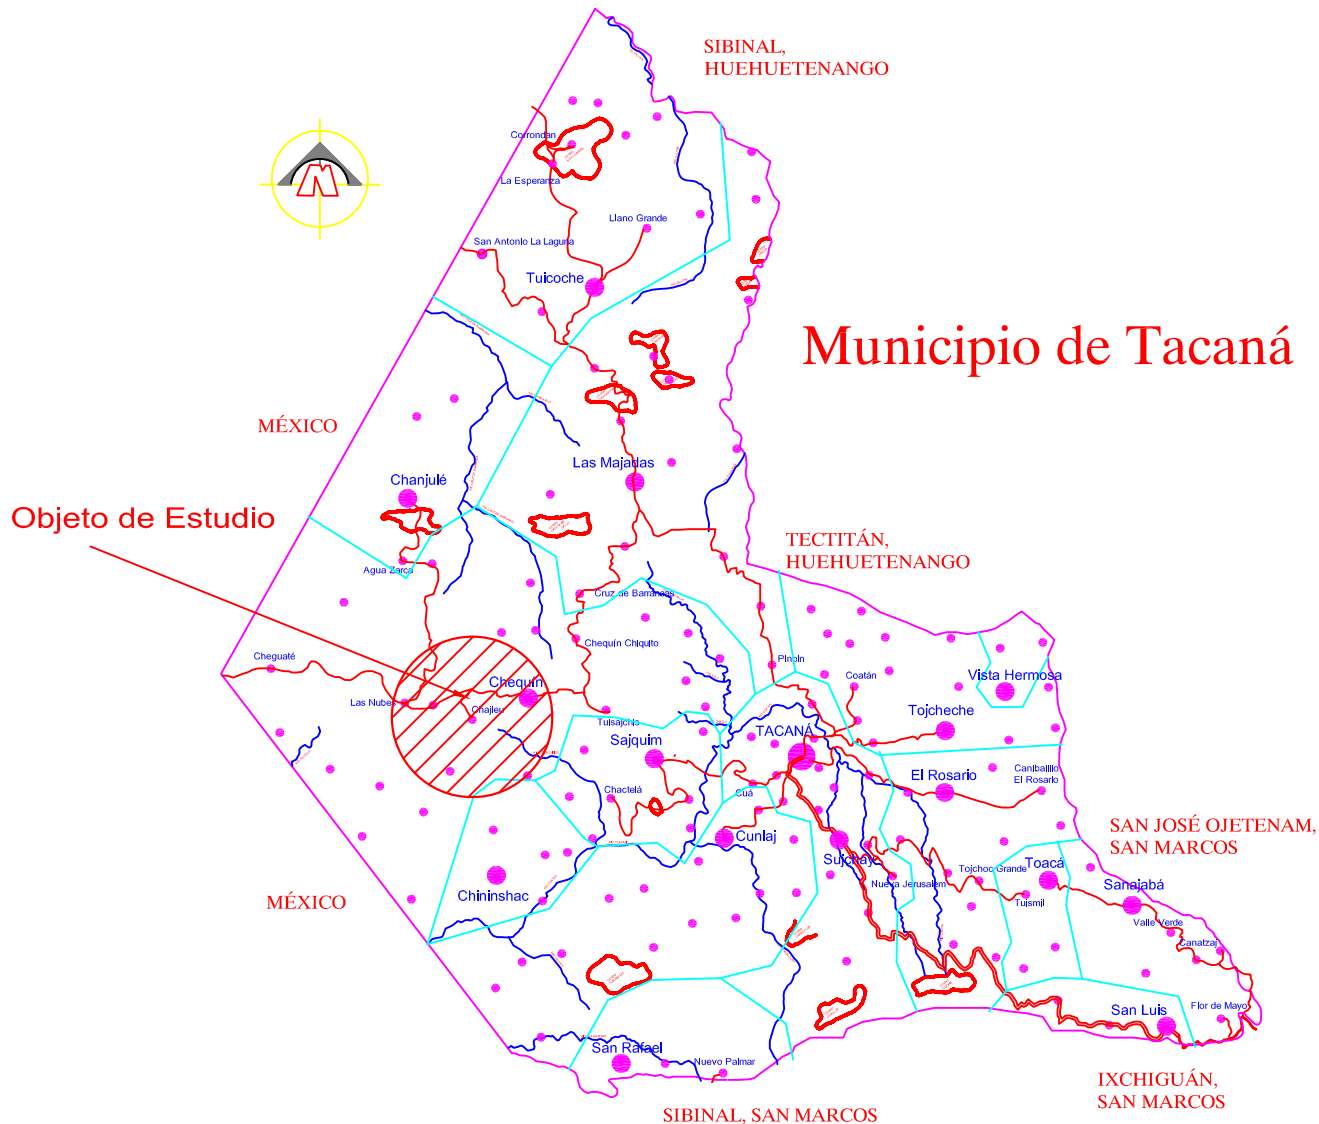 SIBINAL,
HUEHUETENANGO
Corrondan
La Esperanza
Llano Grande
San Antonio La Laguna
Tuicoche
Municipio de Tacaná
MÉXICO
Las Majadas
Chanjulé
Objeto de Estudio
TECTITÁN,
HUEHUETENANGO
Agua Zarca
Cruz de Barrancas
Chequín Chiquito
Pinpin
Cheguaté
Coatán
Vista Hermosa
Chequín
Las Nubes
Chajleu
Tuisajchis
Tojcheche
TACANÁ
Sajquim
El Rosario
Canibalillo
El Rosario
Chactelá
Cuá
SAN JOSÉ OJETENAM,
SAN MARCOS
Cunlaj
Sujchay
Tojchoc Grande
Toacá
Chininshac
Nueva Jerusalem
Tuismil
Sanajabá
MÉXICO
Valle Verde
Canatzaj
San Luis
Flor de Mayo
San Rafael
Nuevo Palmar
IXCHIGUÁN,
SAN MARCOS
SIBINAL, SAN MARCOS